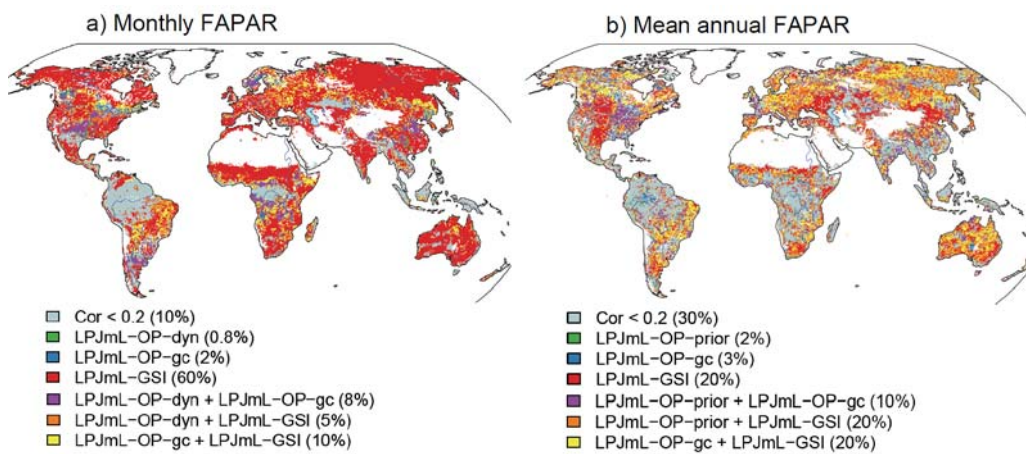 a) Monthly FAPAR
Cor < 0.2 (10%)
LPJmL−OP−dyn (0.8%)
LPJmL−OP−gc (2%)
LPJmL−GSI (60%)
LPJmL−OP−dyn + LPJmL−OP−gc (8%)
LPJmL−OP−dyn + LPJmL−GSI (5%)
LPJmL−OP−gc + LPJmL−GSI (10%)
b) Mean annual FAPAR
Cor < 0.2 (30%)
LPJmL−OP−prior (2%)
LPJmL−OP−gc (3%)
LPJmL−GSI (20%)
LPJmL−OP−prior + LPJmL−OP−gc (10%)
LPJmL−OP−prior + LPJmL−GSI (20%)
LPJmL−OP−gc + LPJmL−GSI (20%)